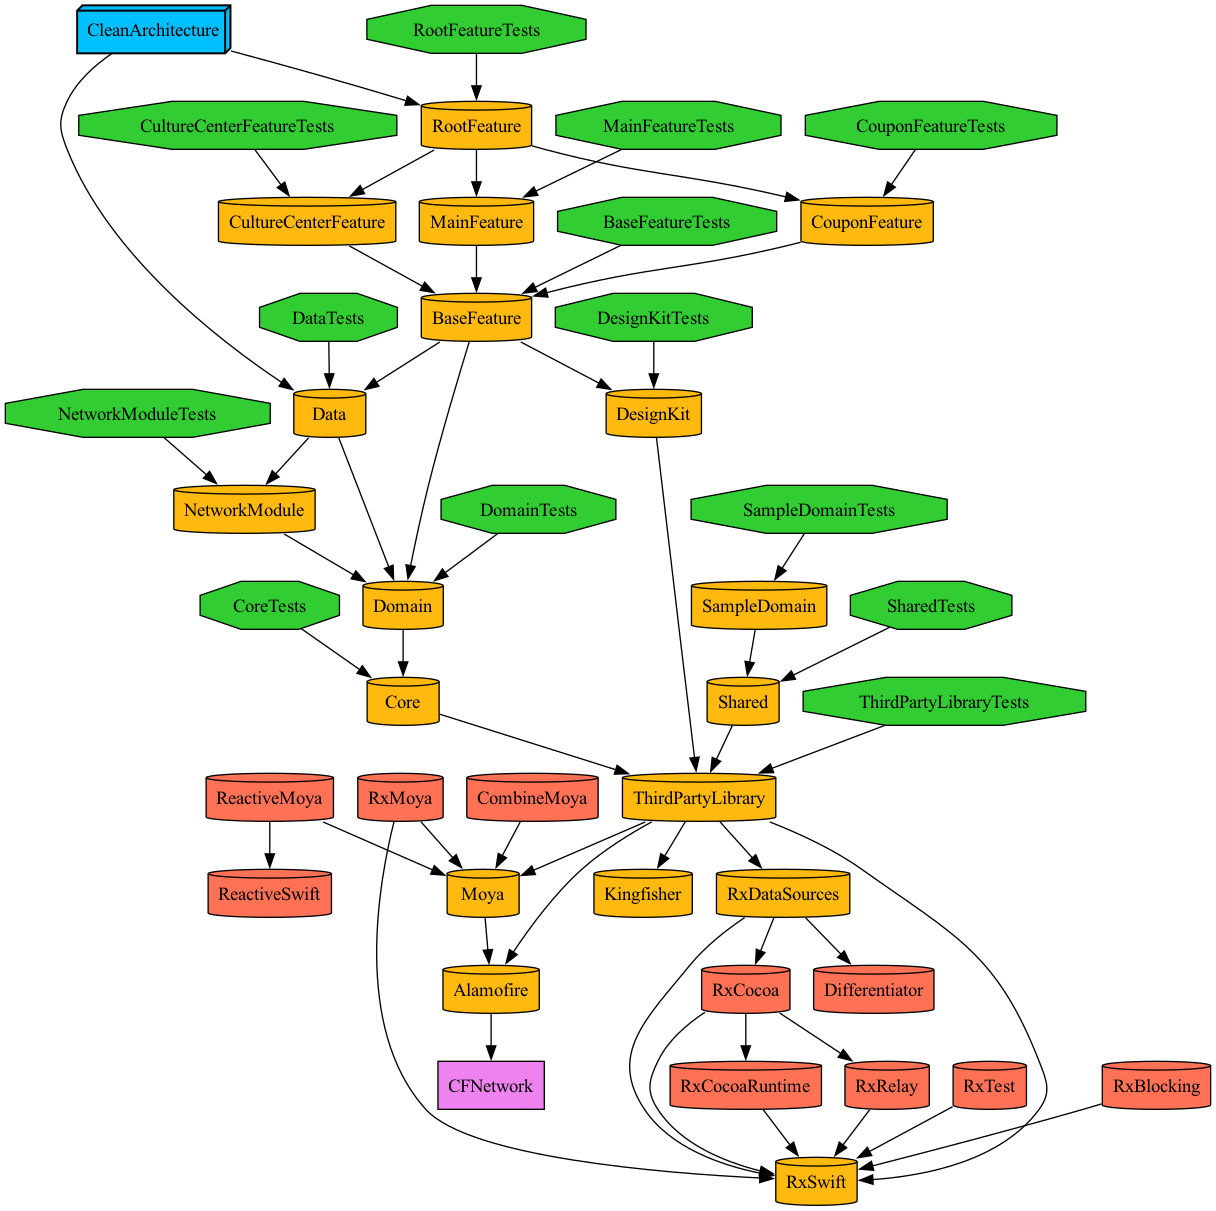 CleanArchitecture
RootFeatureTests
CultureCenterFeatureTests
RootFeature
MainFeatureTests
CouponFeatureTests
CultureCenterFeature
MainFeature
BaseFeatureTests
CouponFeature
DataTests
BaseFeature
DesignKitTests
NetworkModuleTests
Data
DesignKit
NetworkModule
DomainTests
SampleDomainTests
CoreTests
Domain
SampleDomain
SharedTests
Core
Shared
ThirdPartyLibraryTests
ReactiveMoya
RxMoya
CombineMoya
ThirdPartyLibrary
ReactiveSwift
Moya
Kingfisher
RxDataSources
Alamofire
RxCocoa
Differentiator
CFNetwork
RxCocoaRuntime
RxRelay
RxTest
RxBlocking
RxSwift